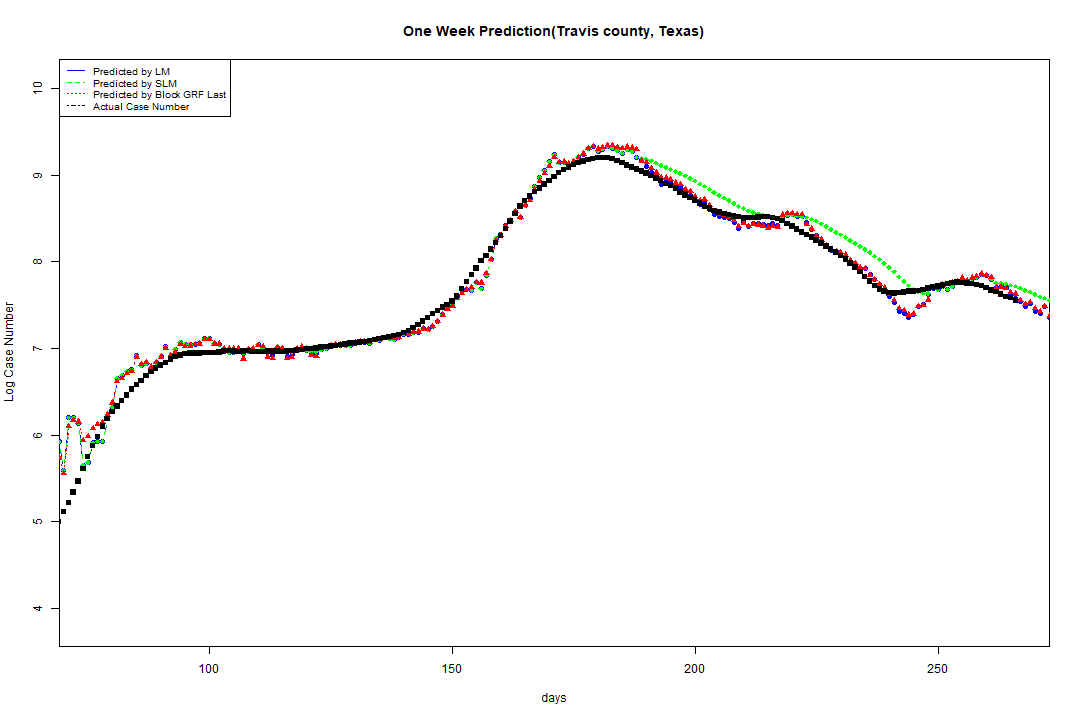 One Week Prediction(Travis county, Texas)
Predicted by LM
Predicted by SLM
Predicted by Block GRF Last
Actual Case Number
10
9
8
7
6
5
4
Log Case Number
100 150 200 250
days